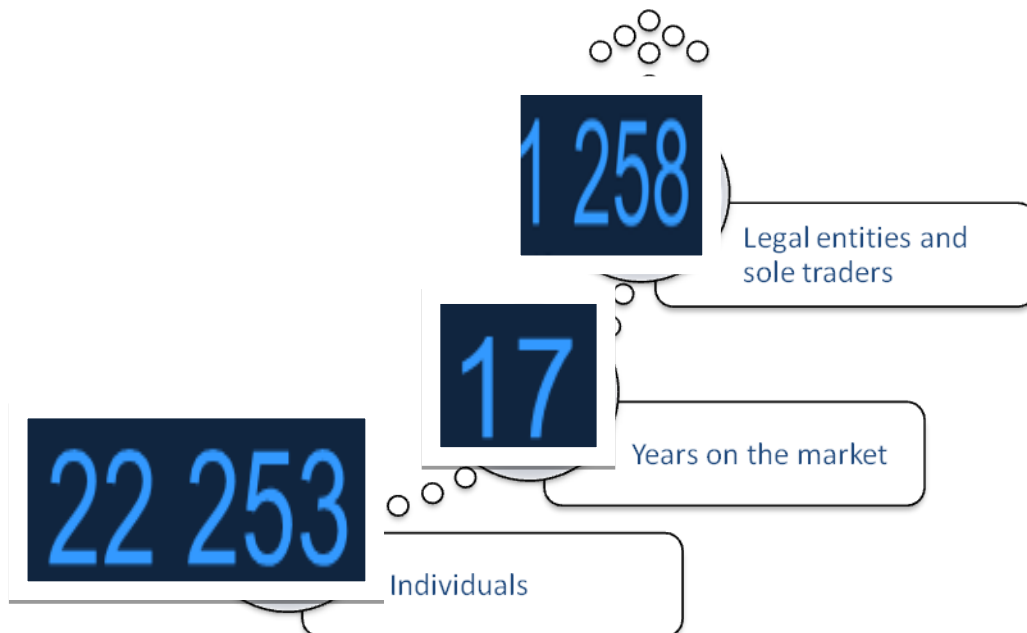 1 258
Legal entities and
sole traders
17
Years on the market
22 253
Individuals